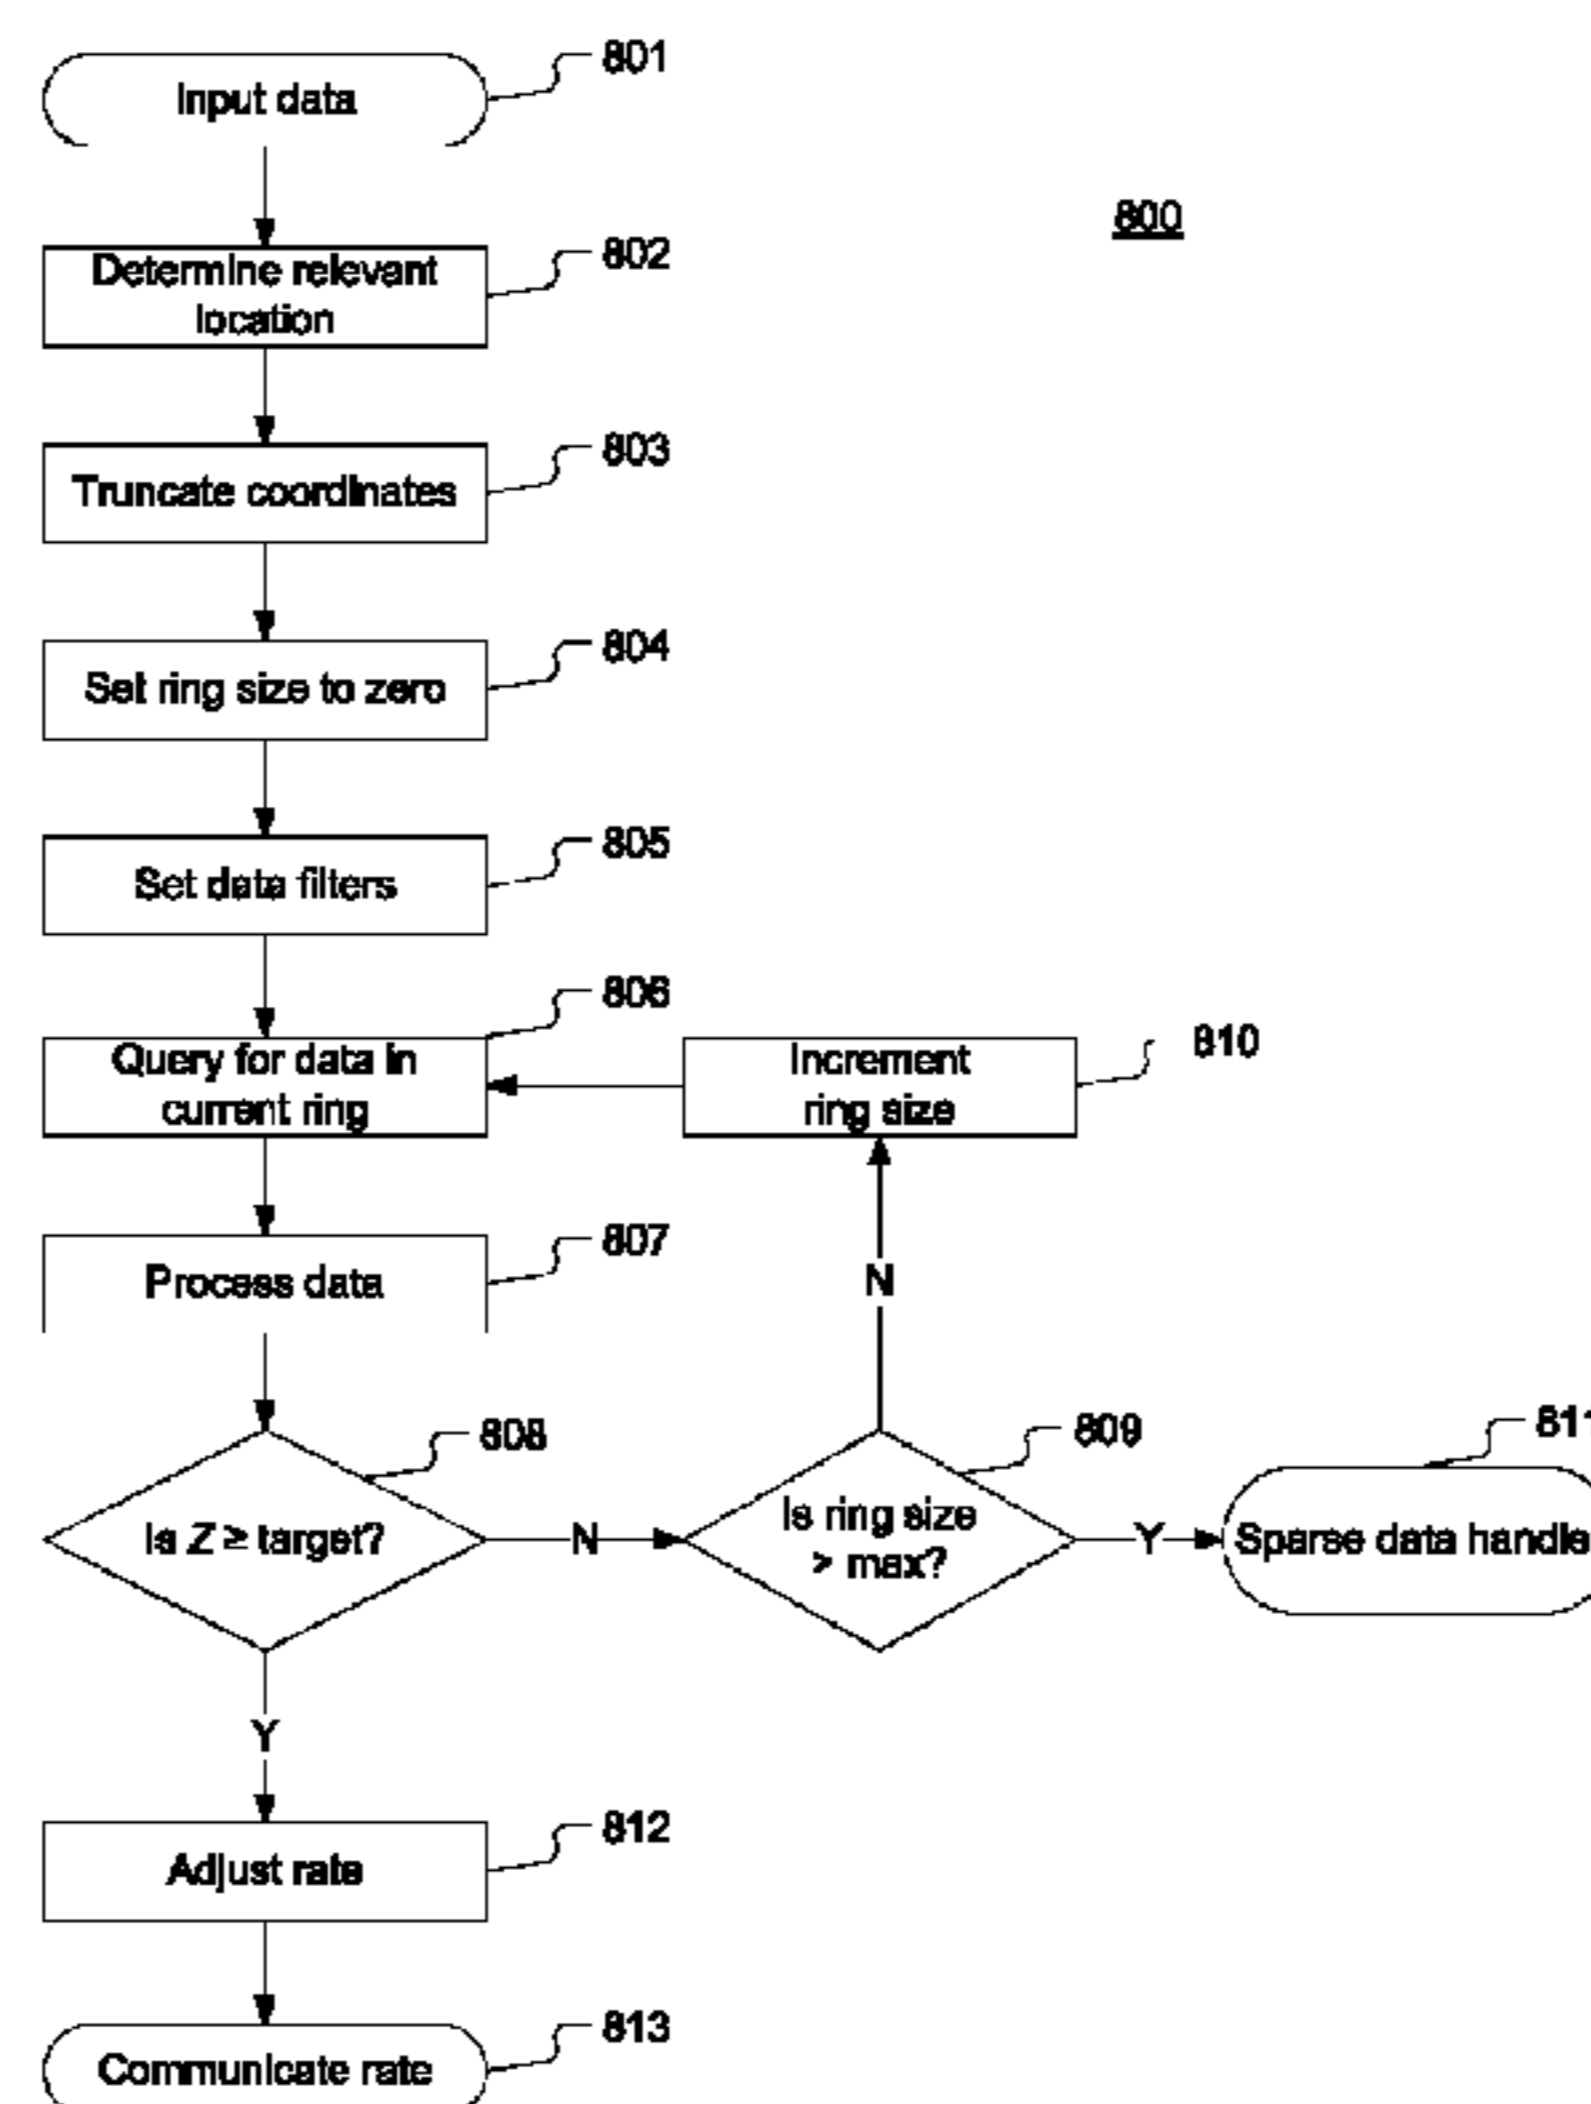 Input data
801
800
Determine relevant
location
802
Truncate coordinates
803
Set ring size to zero
804
Set data filters
805
Query for data in
current ring
806
Increment
ring size
810
Process data
807
N
Is Z ≥ target?
808
N
Is ring size
> max?
809
Y
Sparse data handle
811
Y
Adjust rate
812
Communicate rate
813